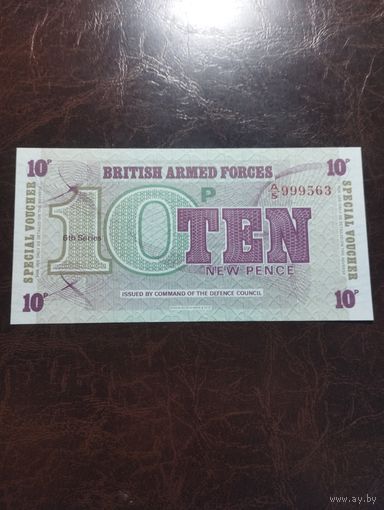 10P BRITISH ARMED FORCES 10P
SPECIAL VOUCHER
10 P
A/S 999563
6th Series
TEN
NEW PENCE
SPECIAL VOUCHER
ISSUED BY COMMAND OF THE DEFENCE COUNCIL
10P 10P
www.ay.by